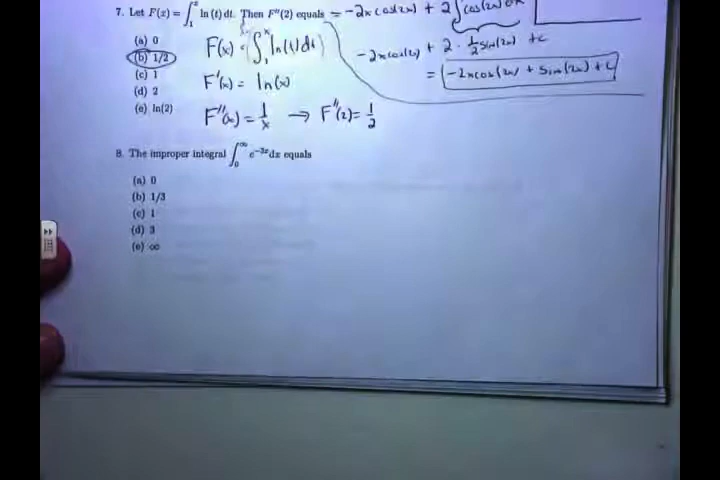 7. Let F(x) = ∫₁ˣ ln (t) dt. Then F″(2) equals = -2x cos(2x) + 2∫cos(2x) dx
(a) 0
(b) 1/2
(c) 1
(d) 2
(e) ln(2)
F(x) = (∫₁ˣ ln(t) dt)
F'(x) = ln(x)
F″(x) = 1/x → F″(2) = 1/2
-2x cos(2x) + 2 · 1/2 sin(2x) + c
= -2x cos(2x) + sin(2x) + c
8. The improper integral ∫₀^∞ e^{-3x} dx equals
(a) 0
(b) 1/3
(c) 1
(d) 3
(e) ∞